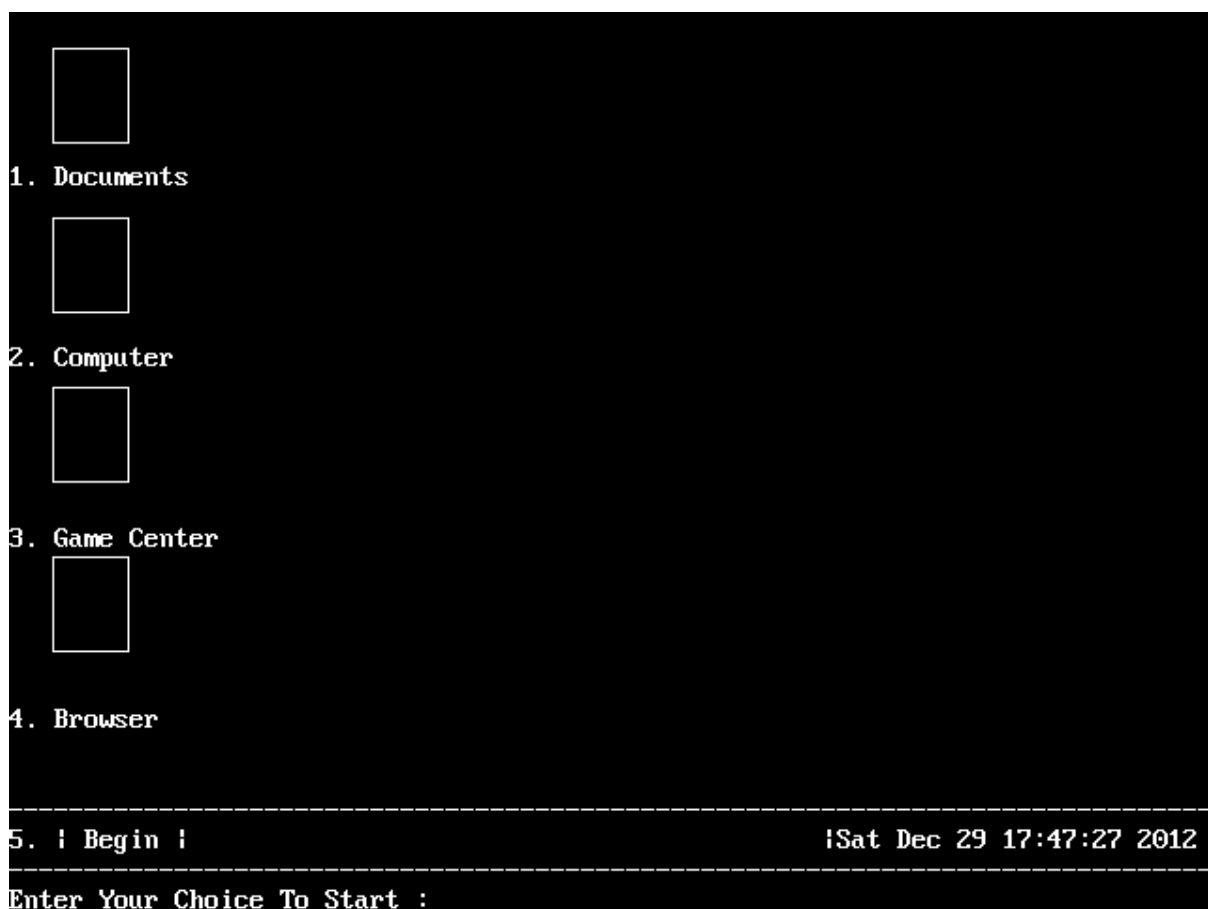 1. Documents
2. Computer
3. Game Center
4. Browser
5. ¦ Begin ¦ ¦Sat Dec 29 17:47:27 2012
Enter Your Choice To Start :